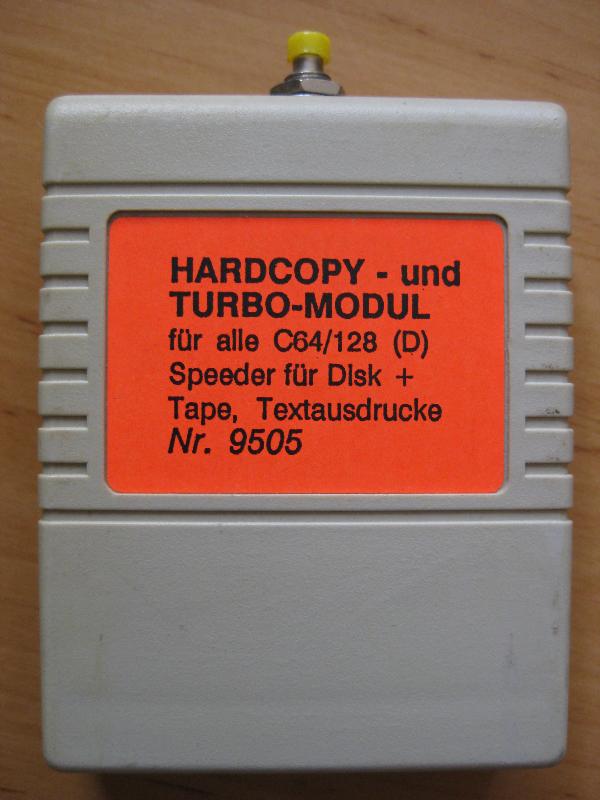 HARDCOPY - und
TURBO-MODUL
für alle C64/128 (D)
Speeder für Disk +
Tape, Textausdrucke
Nr. 9505